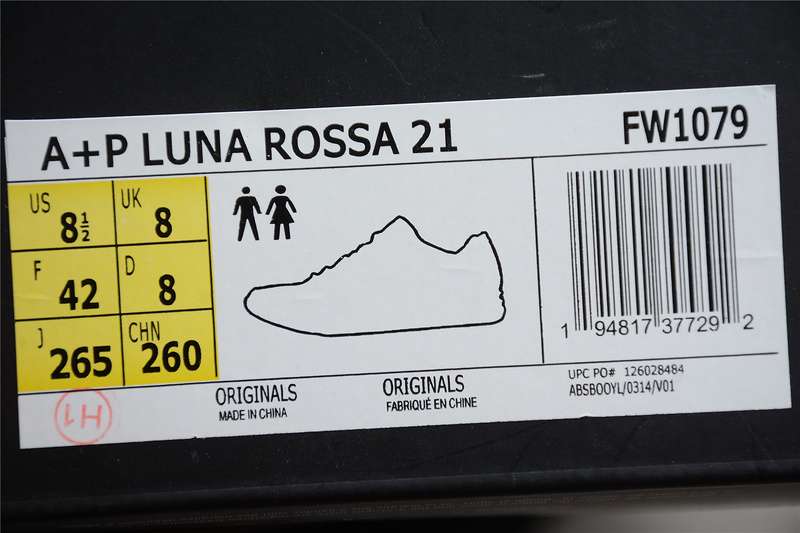 A+P LUNA ROSSA 21
FW1079
US 8½
UK 8
F 42
D 8
J 265
CHN 260
H1
1 94817 37729 2
ORIGINALS
MADE IN CHINA
ORIGINALS
FABRIQUÉ EN CHINE
UPC PO# 126028484
ABSBOOYL/0314/V01